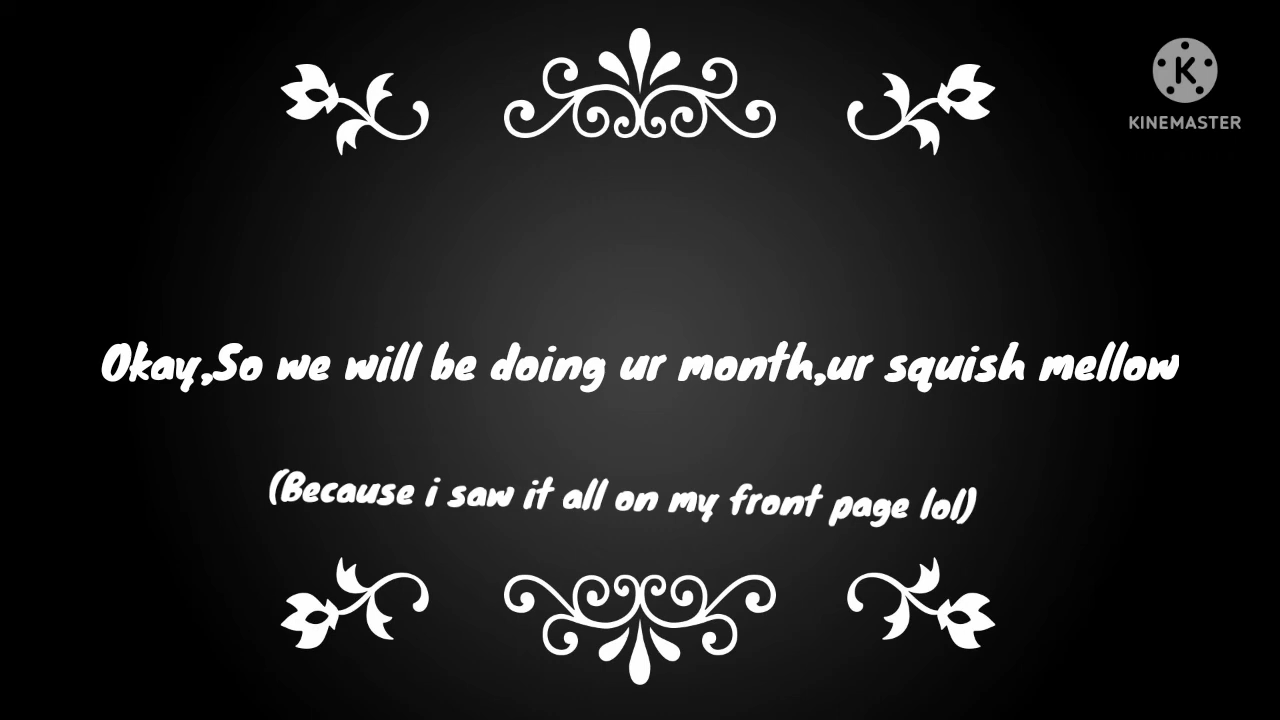 KINEMASTER
Okay,So we will be doing ur month,ur squish mellow
(Because i saw it all on my front page lol)